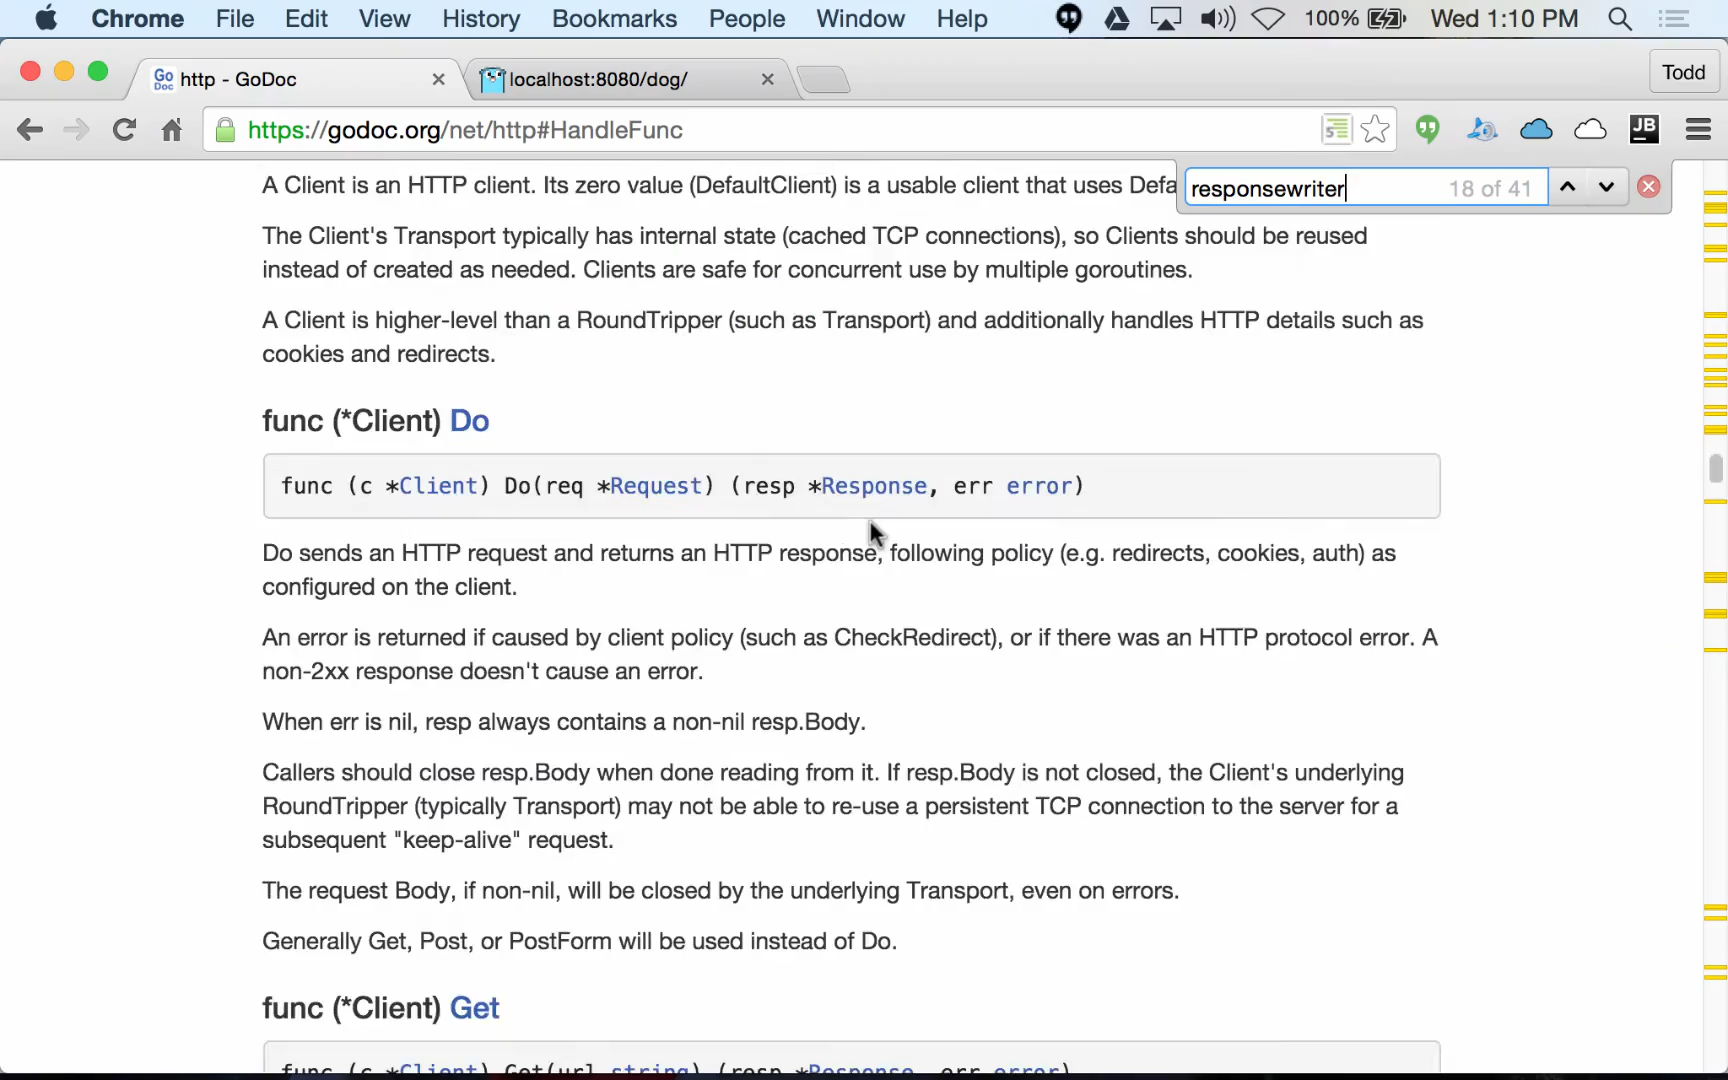 Chrome File Edit View History Bookmarks People Window Help 100% Wed 1:10 PM
Go Doc http - GoDoc localhost:8080/dog/ Todd
https://godoc.org/net/http#HandleFunc JB
responsewriter 18 of 41
A Client is an HTTP client. Its zero value (DefaultClient) is a usable client that uses Defa
The Client's Transport typically has internal state (cached TCP connections), so Clients should be reused
instead of created as needed. Clients are safe for concurrent use by multiple goroutines.
A Client is higher-level than a RoundTripper (such as Transport) and additionally handles HTTP details such as
cookies and redirects.
func (*Client) Do
func (c *Client) Do(req *Request) (resp *Response, err error)
Do sends an HTTP request and returns an HTTP response, following policy (e.g. redirects, cookies, auth) as
configured on the client.
An error is returned if caused by client policy (such as CheckRedirect), or if there was an HTTP protocol error. A
non-2xx response doesn't cause an error.
When err is nil, resp always contains a non-nil resp.Body.
Callers should close resp.Body when done reading from it. If resp.Body is not closed, the Client's underlying
RoundTripper (typically Transport) may not be able to re-use a persistent TCP connection to the server for a
subsequent "keep-alive" request.
The request Body, if non-nil, will be closed by the underlying Transport, even on errors.
Generally Get, Post, or PostForm will be used instead of Do.
func (*Client) Get
func (c *Client) Get(url string) (resp *Response, err error)